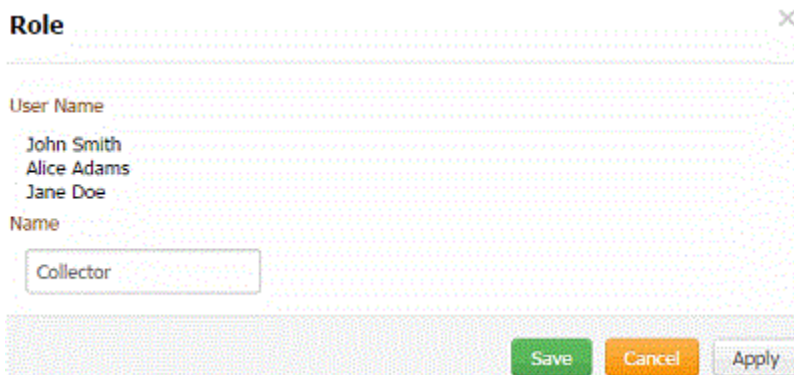 Role
User Name
John Smith
Alice Adams
Jane Doe
Name
Collector
Save Cancel Apply